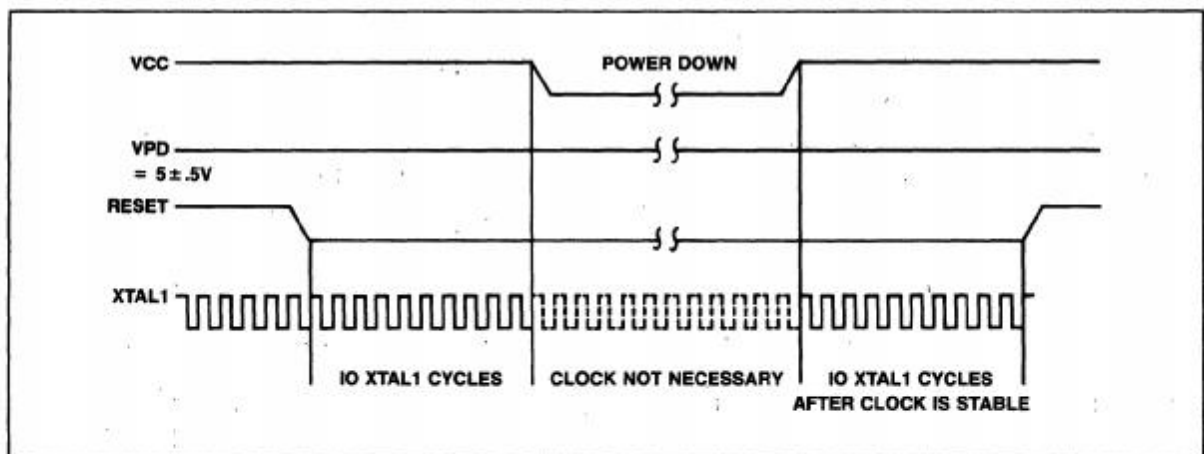 VCC
POWER DOWN
VPD
= 5 ± .5V
RESET
XTAL1
IO XTAL1 CYCLES
CLOCK NOT NECESSARY
IO XTAL1 CYCLES
AFTER CLOCK IS STABLE